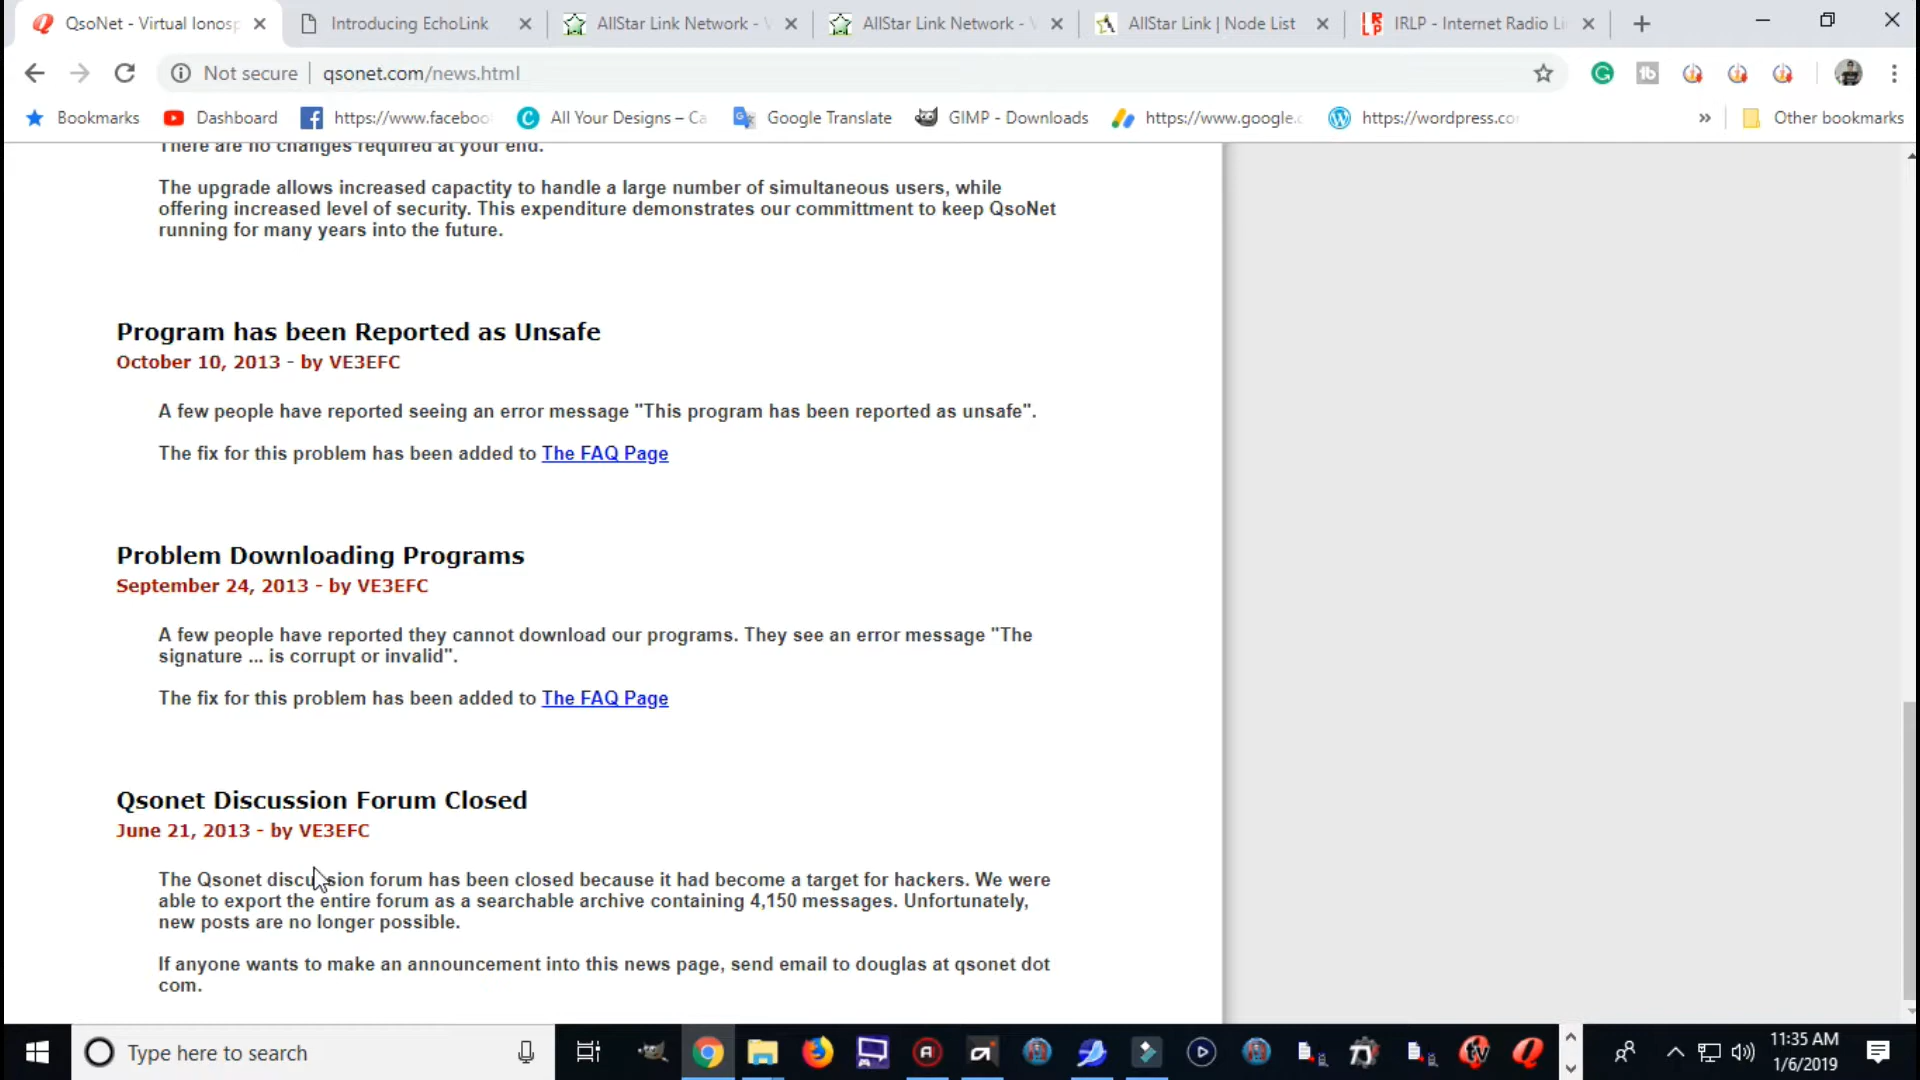 QsoNet - Virtual Ionosp
Introducing EchoLink
AllStar Link Network - V
AllStar Link Network - V
AllStar Link | Node List
IRLP - Internet Radio Li
Not secure
qsonet.com/news.html
Bookmarks
Dashboard
https://www.faceboo
All Your Designs – Ca
Google Translate
GIMP - Downloads
https://www.google.c
https://wordpress.co
»
Other bookmarks
There are no changes required at your end.
The upgrade allows increased capactity to handle a large number of simultaneous users, while
offering increased level of security. This expenditure demonstrates our committment to keep QsoNet
running for many years into the future.
Program has been Reported as Unsafe
October 10, 2013 - by VE3EFC
A few people have reported seeing an error message "This program has been reported as unsafe".
The fix for this problem has been added to The FAQ Page
Problem Downloading Programs
September 24, 2013 - by VE3EFC
A few people have reported they cannot download our programs. They see an error message "The
signature ... is corrupt or invalid".
The fix for this problem has been added to The FAQ Page
Qsonet Discussion Forum Closed
June 21, 2013 - by VE3EFC
The Qsonet discussion forum has been closed because it had become a target for hackers. We were
able to export the entire forum as a searchable archive containing 4,150 messages. Unfortunately,
new posts are no longer possible.
If anyone wants to make an announcement into this news page, send email to douglas at qsonet dot
com.
Type here to search
11:35 AM
1/6/2019